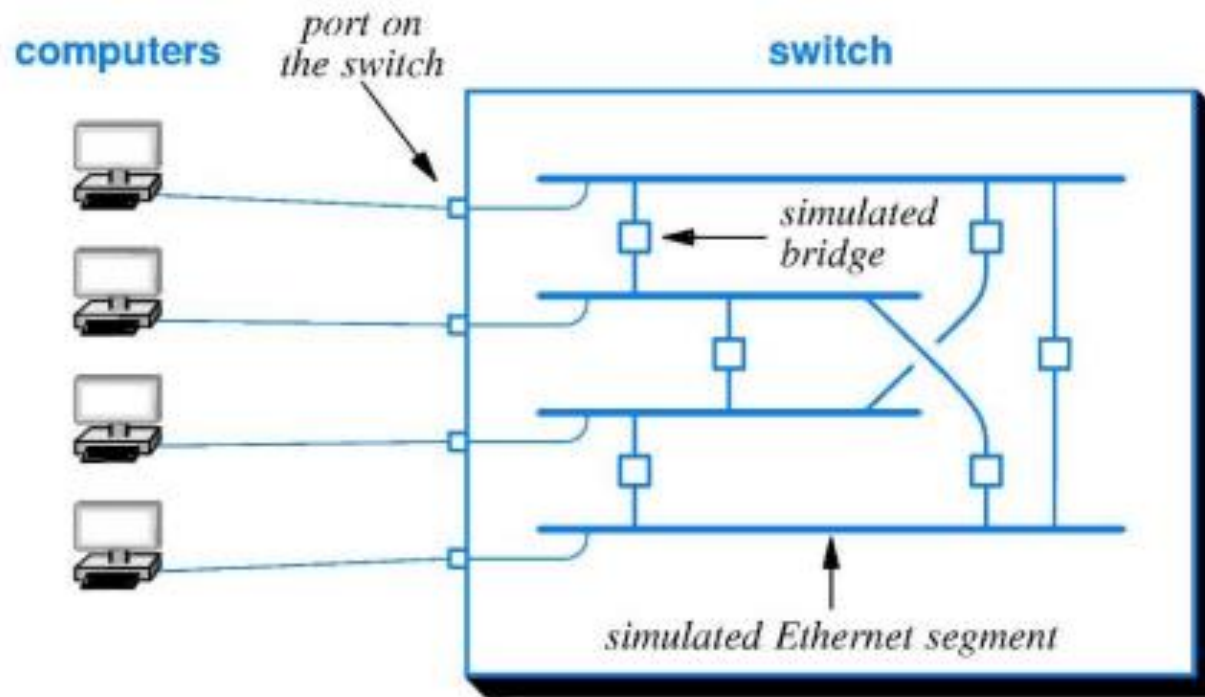 computers
port on
the switch
switch
simulated
bridge
simulated Ethernet segment